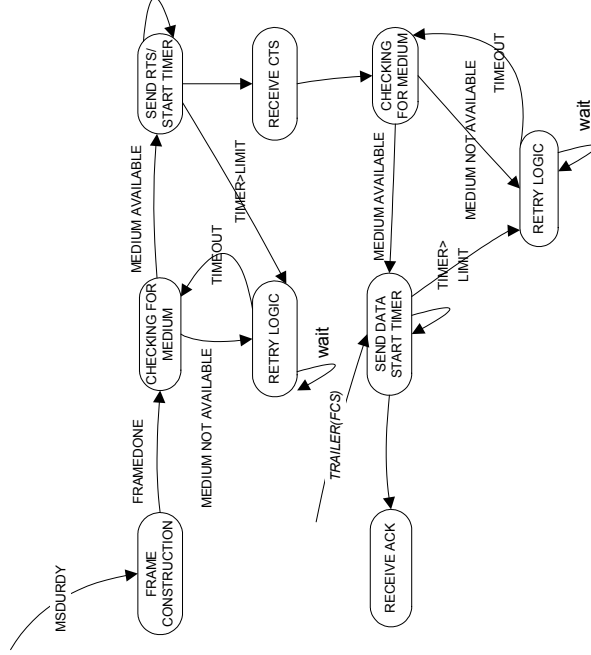 MSDURDY
FRAME
CONSTRUCTION
FRAMEDONE
CHECKING FOR
MEDIUM
MEDIUM AVAILABLE
SEND RTS/
START TIMER
MEDIUM NOT AVAILABLE
TIMEOUT
TIMER>LIMIT
RETRY LOGIC
wait
RECEIVE CTS
TRAILER(FCS)
RECEIVE ACK
SEND DATA
START TIMER
MEDIUM AVAILABLE
CHECKING
FOR MEDIUM
TIMER>
LIMIT
MEDIUM NOT AVAILABLE
TIMEOUT
RETRY LOGIC
wait